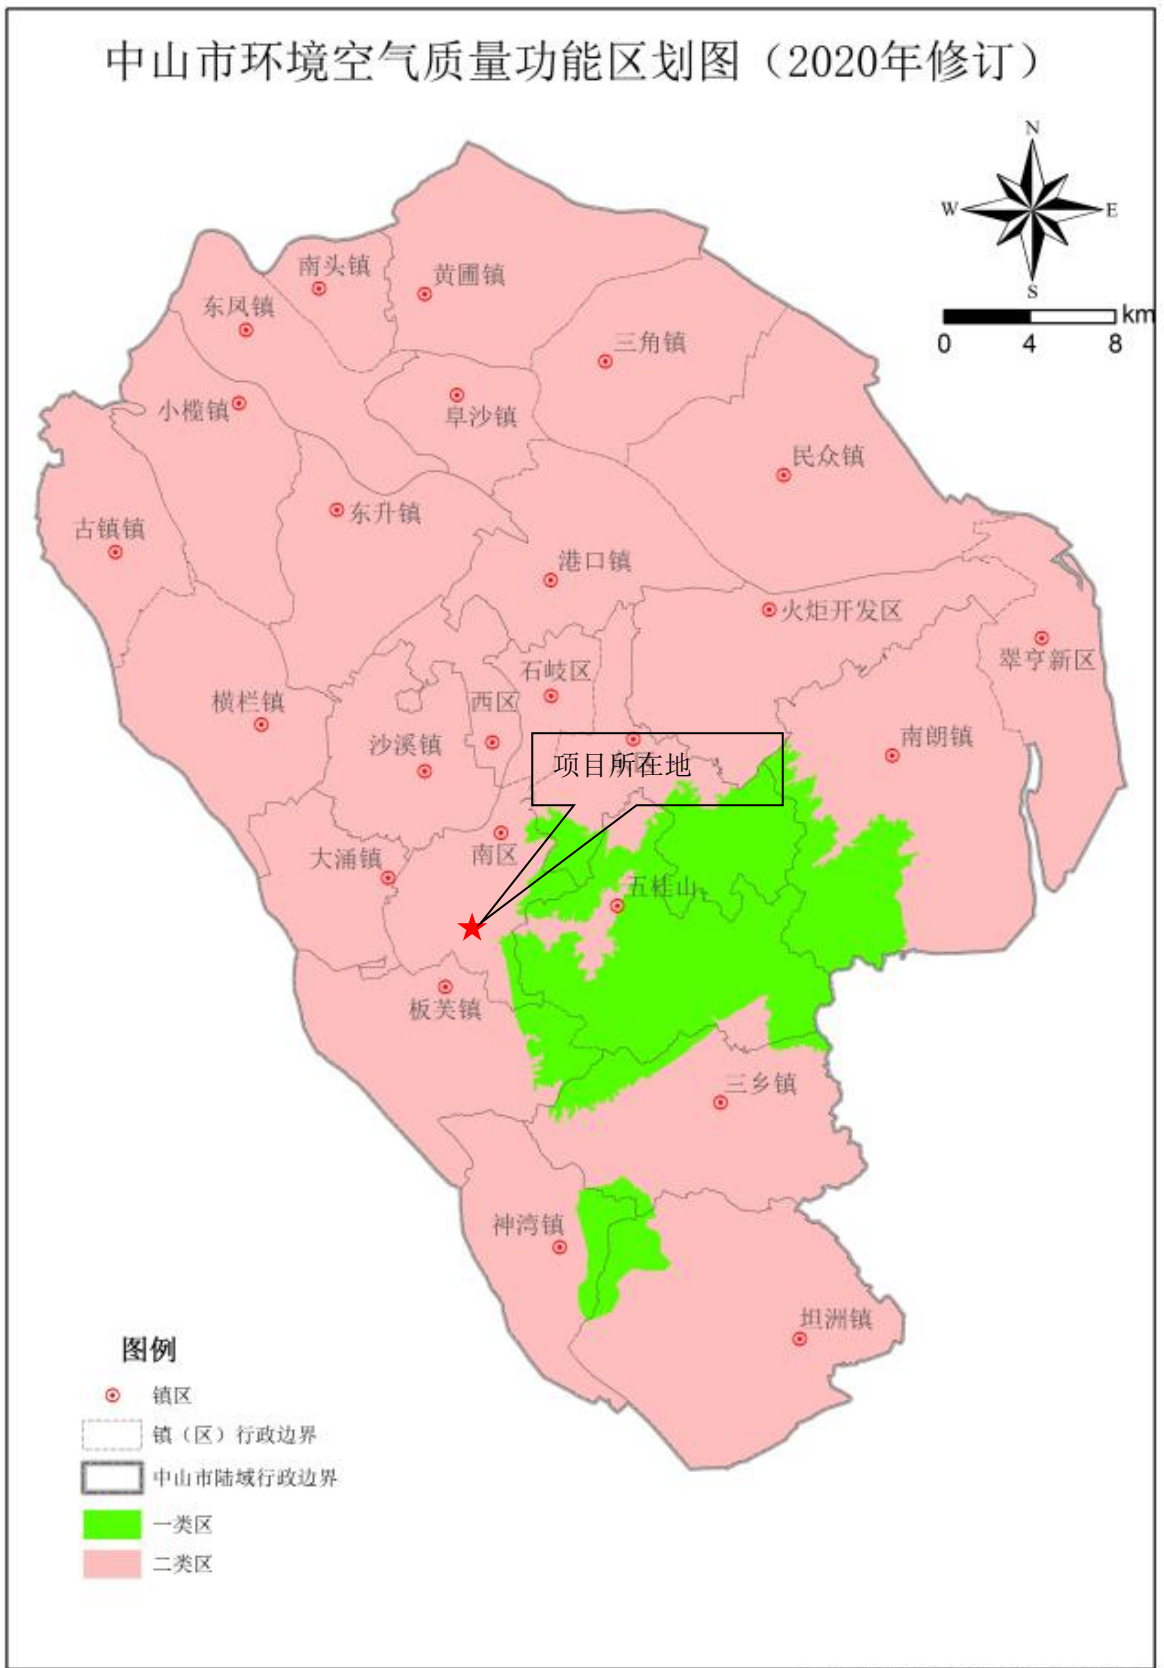 中山市环境空气质量功能区划图（2020年修订）
N
W
E
S
km
0
4
8
南头镇
黄圃镇
东凤镇
三角镇
小榄镇
阜沙镇
民众镇
古镇镇
东升镇
港口镇
火炬开发区
石岐区
翠亨新区
横栏镇
西区
沙溪镇
南朗镇
项目所在地
南区
大涌镇
五桂山
板芙镇
三乡镇
神湾镇
坦洲镇
图例
镇区
镇（区）行政边界
中山市陆域行政边界
一类区
二类区